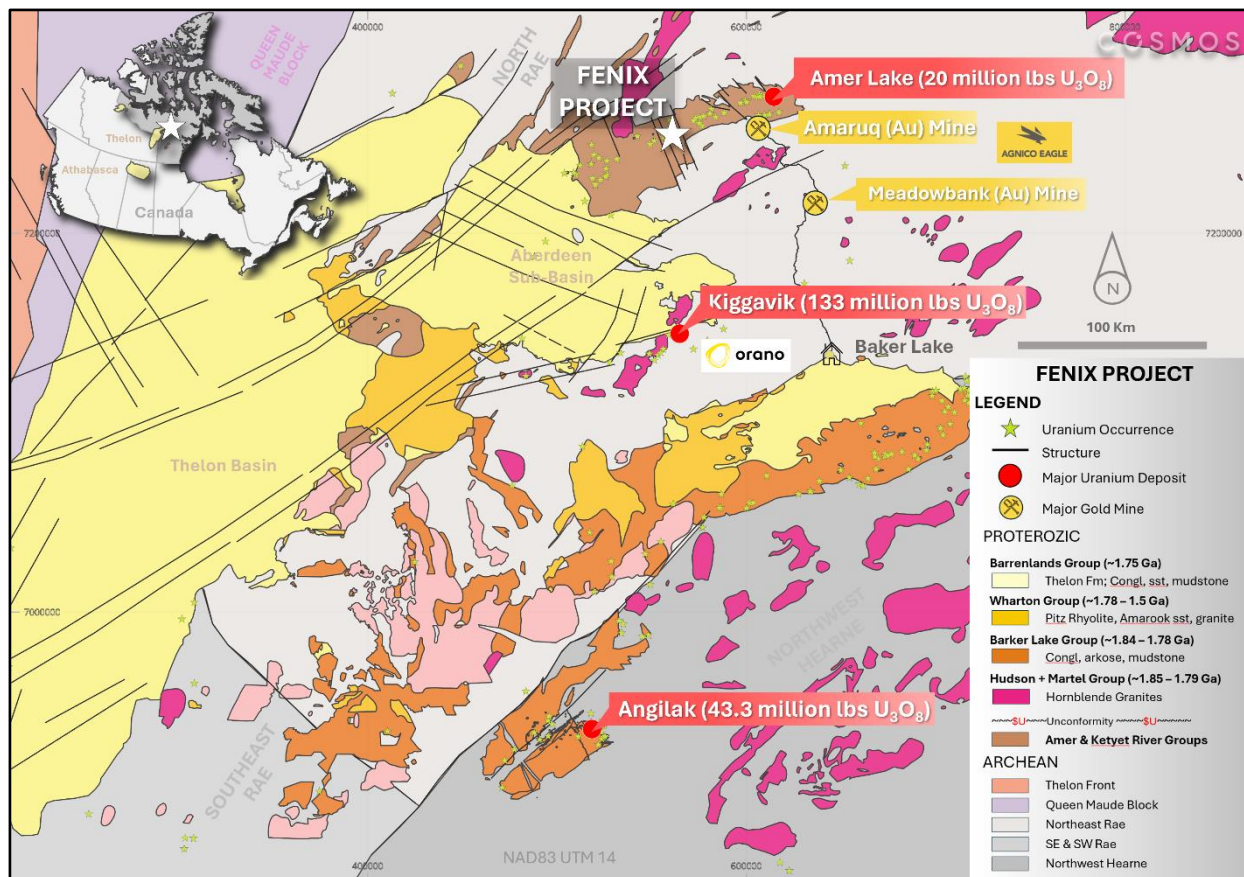 400000
600000
800000
COSMOS
QUEEN
MAUDE
BLOCK
NORTH
RAE
FENIX
PROJECT
Amer Lake (20 million lbs U₃O₈)
Amaruq (Au) Mine
AGNICO EAGLE
Meadowbank (Au) Mine
Thelon
Athabasca
Canada
7200000
7200000
Aberdeen
Sub-Basin
N
100 Km
Kiggavik (133 million lbs U₃O₈)
orano
Baker Lake
Thelon Basin
7000000
NORTHWEST
HEARNE
SOUTHEAST
RAE
Angilak (43.3 million lbs U₃O₈)
400000
NAD83 UTM 14
600000
FENIX PROJECT
LEGEND
Uranium Occurrence
Structure
Major Uranium Deposit
Major Gold Mine
PROTEROZIC
Barrenlands Group (~1.75 Ga)
Thelon Fm; Congl, sst, mudstone
Wharton Group (~1.78 – 1.5 Ga)
Pitz Rhyolite, Amarook sst, granite
Barker Lake Group (~1.84 – 1.78 Ga)
Congl, arkose, mudstone
Hudson + Martel Group (~1.85 – 1.79 Ga)
Hornblende Granites
~~~~$U~~~Unconformity ~~~~$U~~~~~
Amer & Ketyet River Groups
ARCHEAN
Thelon Front
Queen Maude Block
Northeast Rae
SE & SW Rae
Northwest Hearne